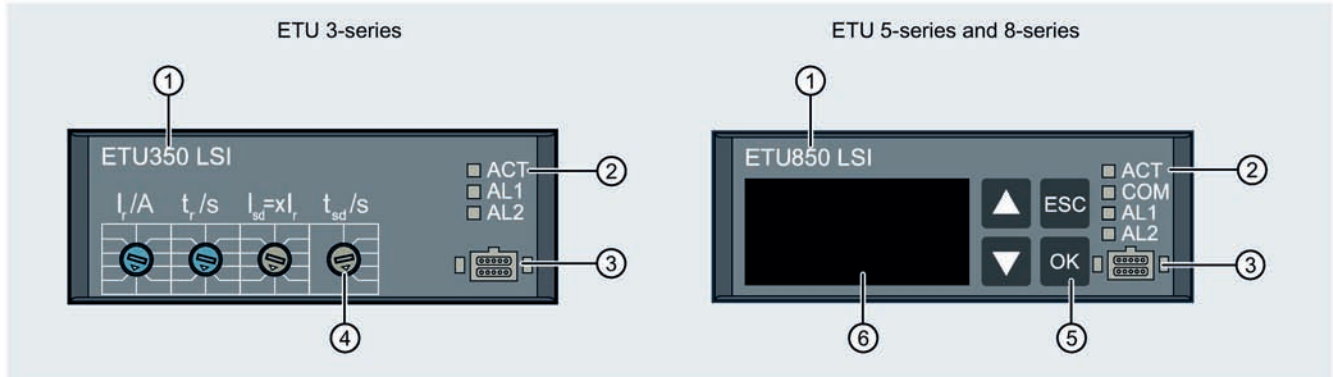 ETU 3-series
ETU 5-series and 8-series
1
1
ETU350 LSI
ACT
AL1
AL2
2
Ir/A tr/s Isd=xIr tsd/s
3
4
ETU850 LSI
ESC
OK
ACT
COM
AL1
AL2
2
3
6
5